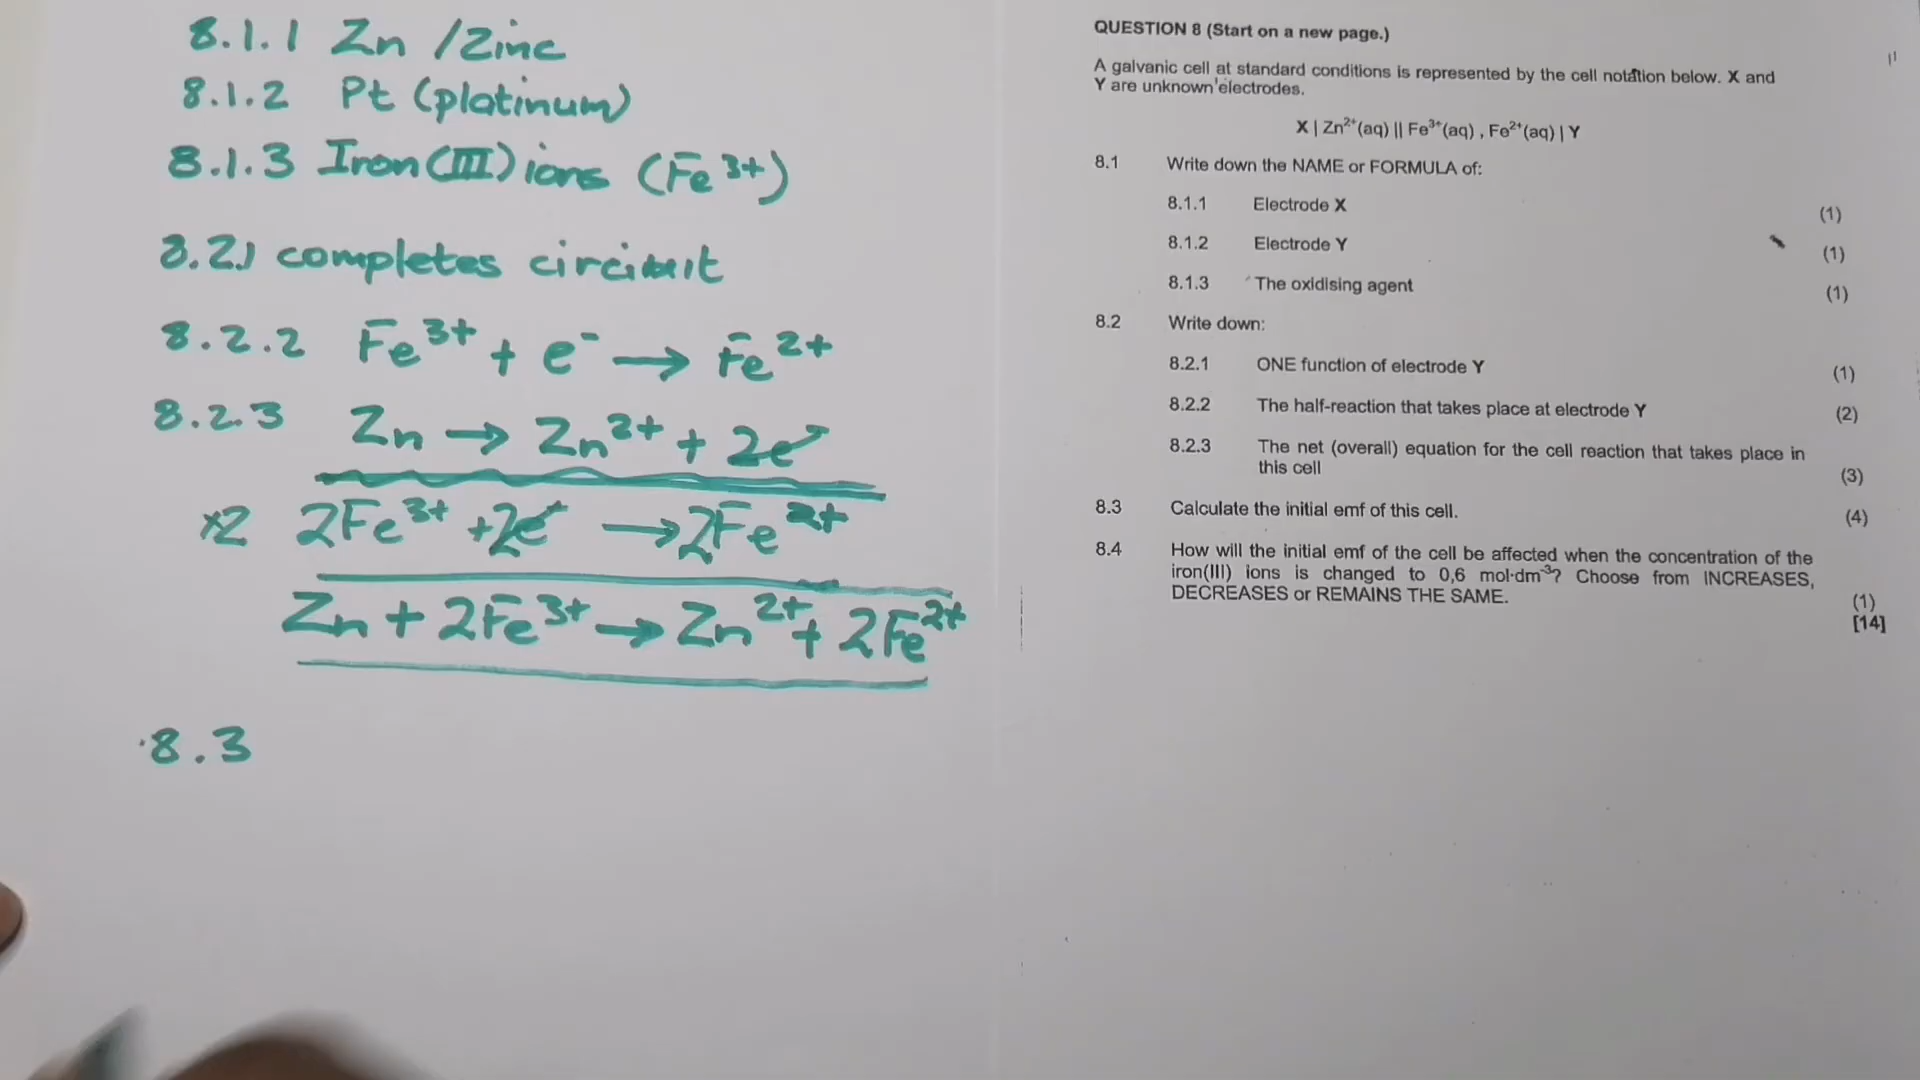 8.1.1 Zn /Zinc
8.1.2 Pt (platinum)
8.1.3 Iron (III) ions (Fe³⁺)
8.2.1 completes circuit
8.2.2 Fe³⁺ + e⁻ → Fe²⁺
8.2.3 Zn → Zn²⁺ + 2e⁻
×2 2Fe³⁺ + 2e⁻ → 2Fe²⁺
Zn + 2Fe³⁺ → Zn²⁺ + 2Fe²⁺
8.3
QUESTION 8 (Start on a new page.)
A galvanic cell at standard conditions is represented by the cell notation below. X and
Y are unknown electrodes.
X | Zn²⁺(aq) || Fe³⁺(aq) , Fe²⁺(aq) | Y
8.1 Write down the NAME or FORMULA of:
8.1.1 Electrode X (1)
8.1.2 Electrode Y (1)
8.1.3 The oxidising agent (1)
8.2 Write down:
8.2.1 ONE function of electrode Y (1)
8.2.2 The half-reaction that takes place at electrode Y (2)
8.2.3 The net (overall) equation for the cell reaction that takes place in
this cell (3)
8.3 Calculate the initial emf of this cell. (4)
8.4 How will the initial emf of the cell be affected when the concentration of the
iron(III) ions is changed to 0,6 mol·dm⁻³? Choose from INCREASES,
DECREASES or REMAINS THE SAME. (1)
[14]